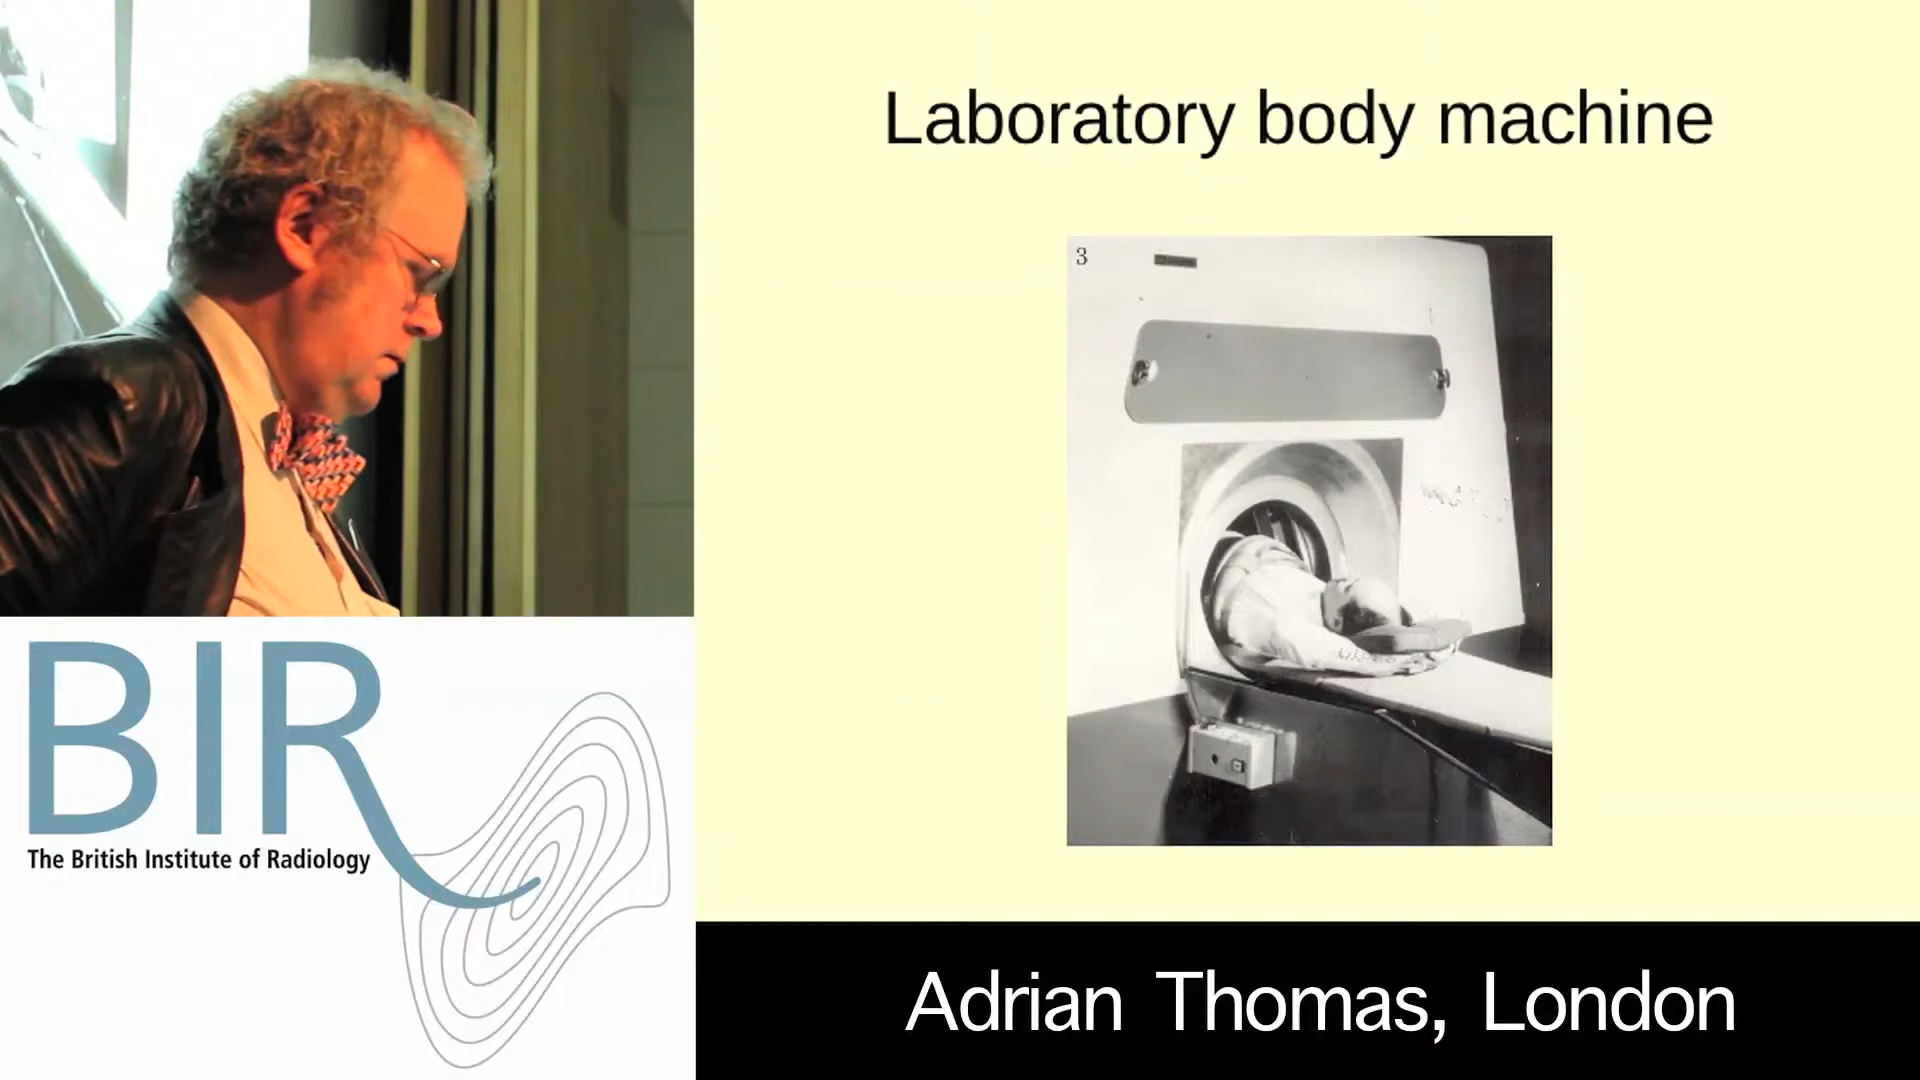 Laboratory body machine
3
BIR
The British Institute of Radiology
Adrian Thomas, London